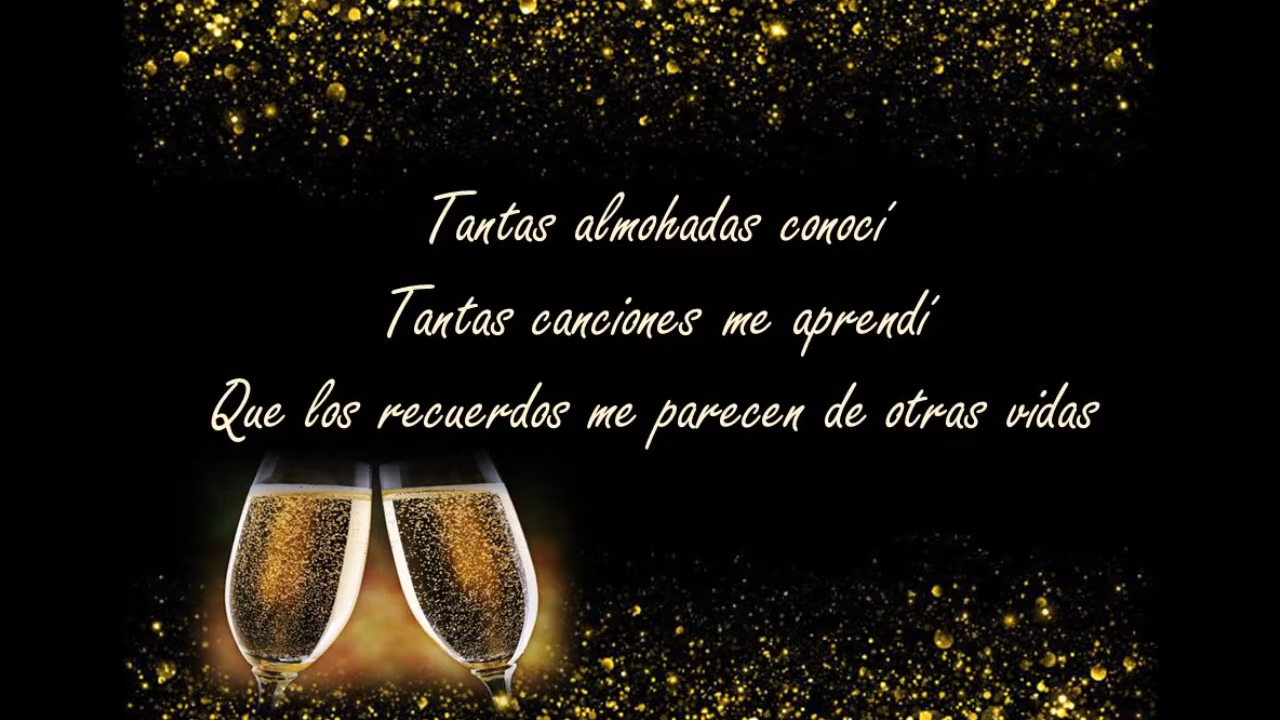 Tantas almohadas conocí
Tantas canciones me aprendí
Que los recuerdos me parecen de otras vidas